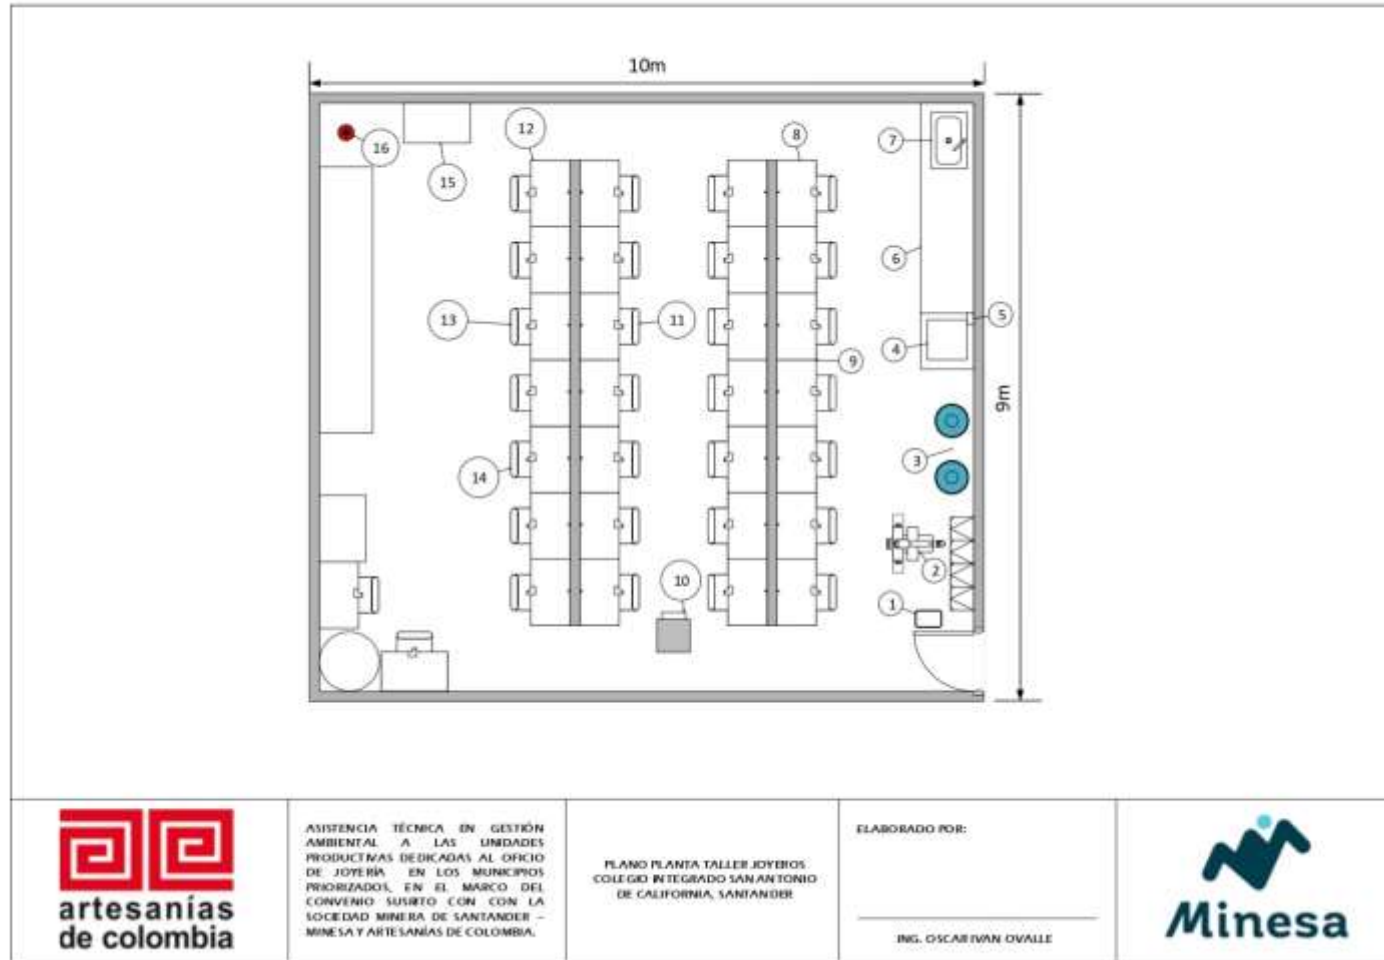 10m
12
8
7
16
15
6
5
13
11
4
9
9m
3
14
10
2
1
artesanías
de colombia
ASISTENCIA TÉCNICA EN GESTIÓN
AMBIENTAL A LAS UNIDADES
PRODUCTIVAS DEDICADAS AL OFICIO
DE JOYERÍA EN LOS MUNICIPIOS
PRIORIZADOS, EN EL MARCO DEL
CONVENIO SUSRITO CON CON LA
SOCIEDAD MINERA DE SANTANDER –
MINESA Y ARTESANÍAS DE COLOMBIA.
PLANO PLANTA TALLER JOYEROS
COLEGIO INTEGRADO SAN ANTONIO
DE CALIFORNIA, SANTANDER
ELABORADO POR:
ING. OSCAR IVAN OVALLE
Minesa